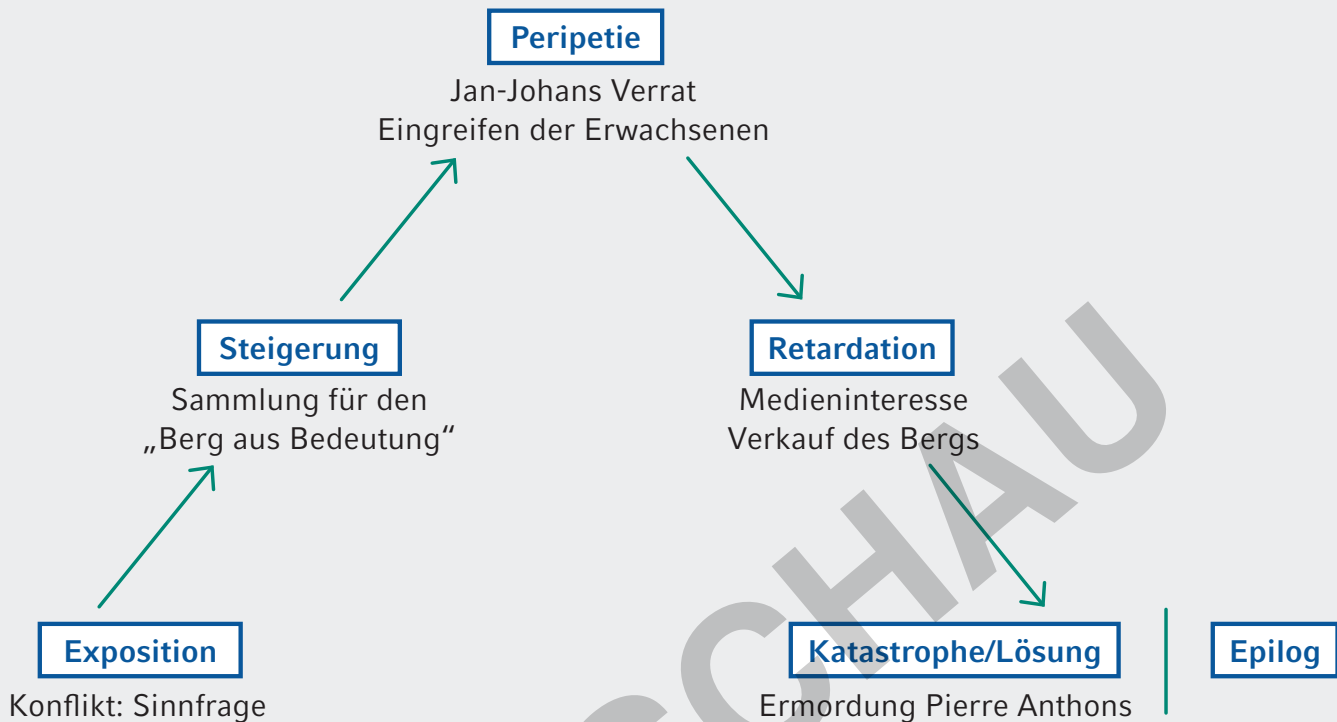 Peripetie
Jan-Johans Verrat
Eingreifen der Erwachsenen
Steigerung
Sammlung für den
„Berg aus Bedeutung“
Retardation
Medieninteresse
Verkauf des Bergs
Exposition
Konflikt: Sinnfrage
Katastrophe/Lösung
Ermordung Pierre Anthons
Epilog
SCHAU